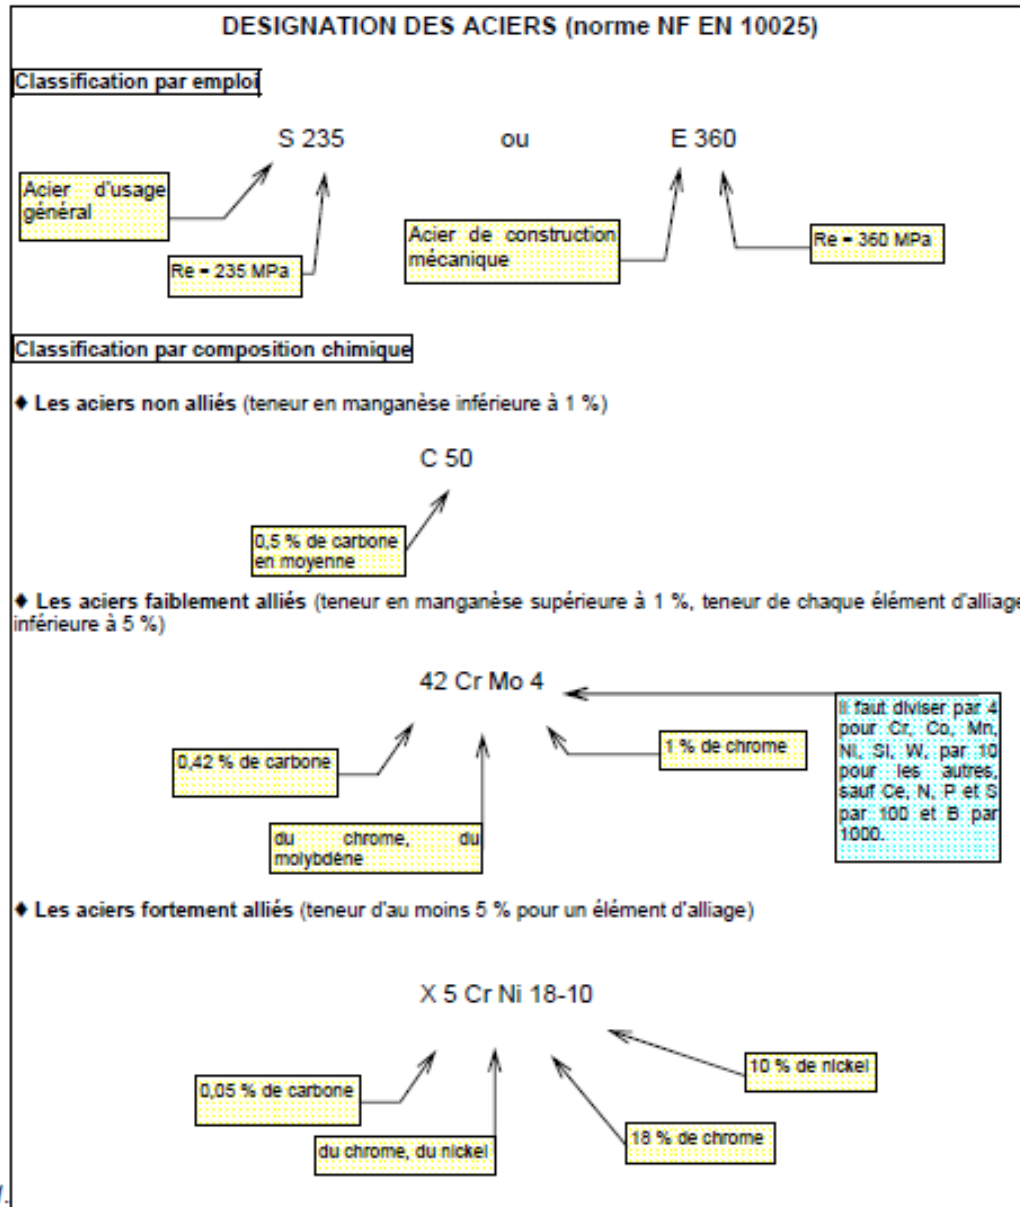 DESIGNATION DES ACIERS (norme NF EN 10025)
Classification par emploi
S 235 ou E 360
Acier d'usage
général
Re = 235 MPa
Acier de construction
mécanique
Re = 360 MPa
Classification par composition chimique
♦ Les aciers non alliés (teneur en manganèse inférieure à 1 %)
C 50
0,5 % de carbone
en moyenne
♦ Les aciers faiblement alliés (teneur en manganèse supérieure à 1 %, teneur de chaque élément d'alliage
inférieure à 5 %)
42 Cr Mo 4
0,42 % de carbone
du chrome, du
molybdène
1 % de chrome
Il faut diviser par 4
pour Cr, Co, Mn,
Ni, Si, W, par 10
pour les autres,
sauf Ce, N, P et S
par 100 et B par
1000.
♦ Les aciers fortement alliés (teneur d'au moins 5 % pour un élément d'alliage)
X 5 Cr Ni 18-10
0,05 % de carbone
du chrome, du nickel
18 % de chrome
10 % de nickel